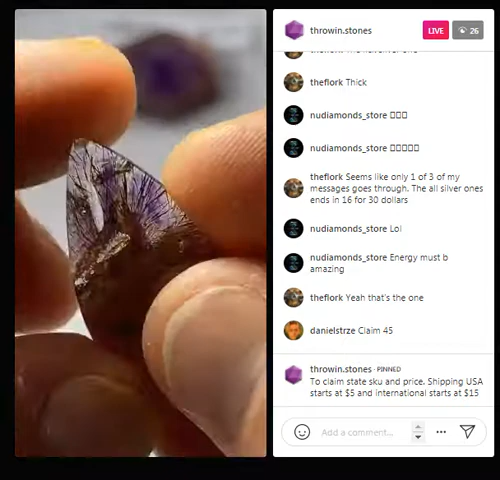 throwin.stones
LIVE
26
theflork Thick
nudiamonds_store □□□
nudiamonds_store □□□□□
theflork Seems like only 1 of 3 of my
messages goes through. The all silver ones
ends in 16 for 30 dollars
nudiamonds_store Lol
nudiamonds_store Energy must b
amazing
theflork Yeah that's the one
danielstrze Claim 45
throwin.stones · PINNED
To claim state sku and price. Shipping USA
starts at $5 and international starts at $15
Add a comment...